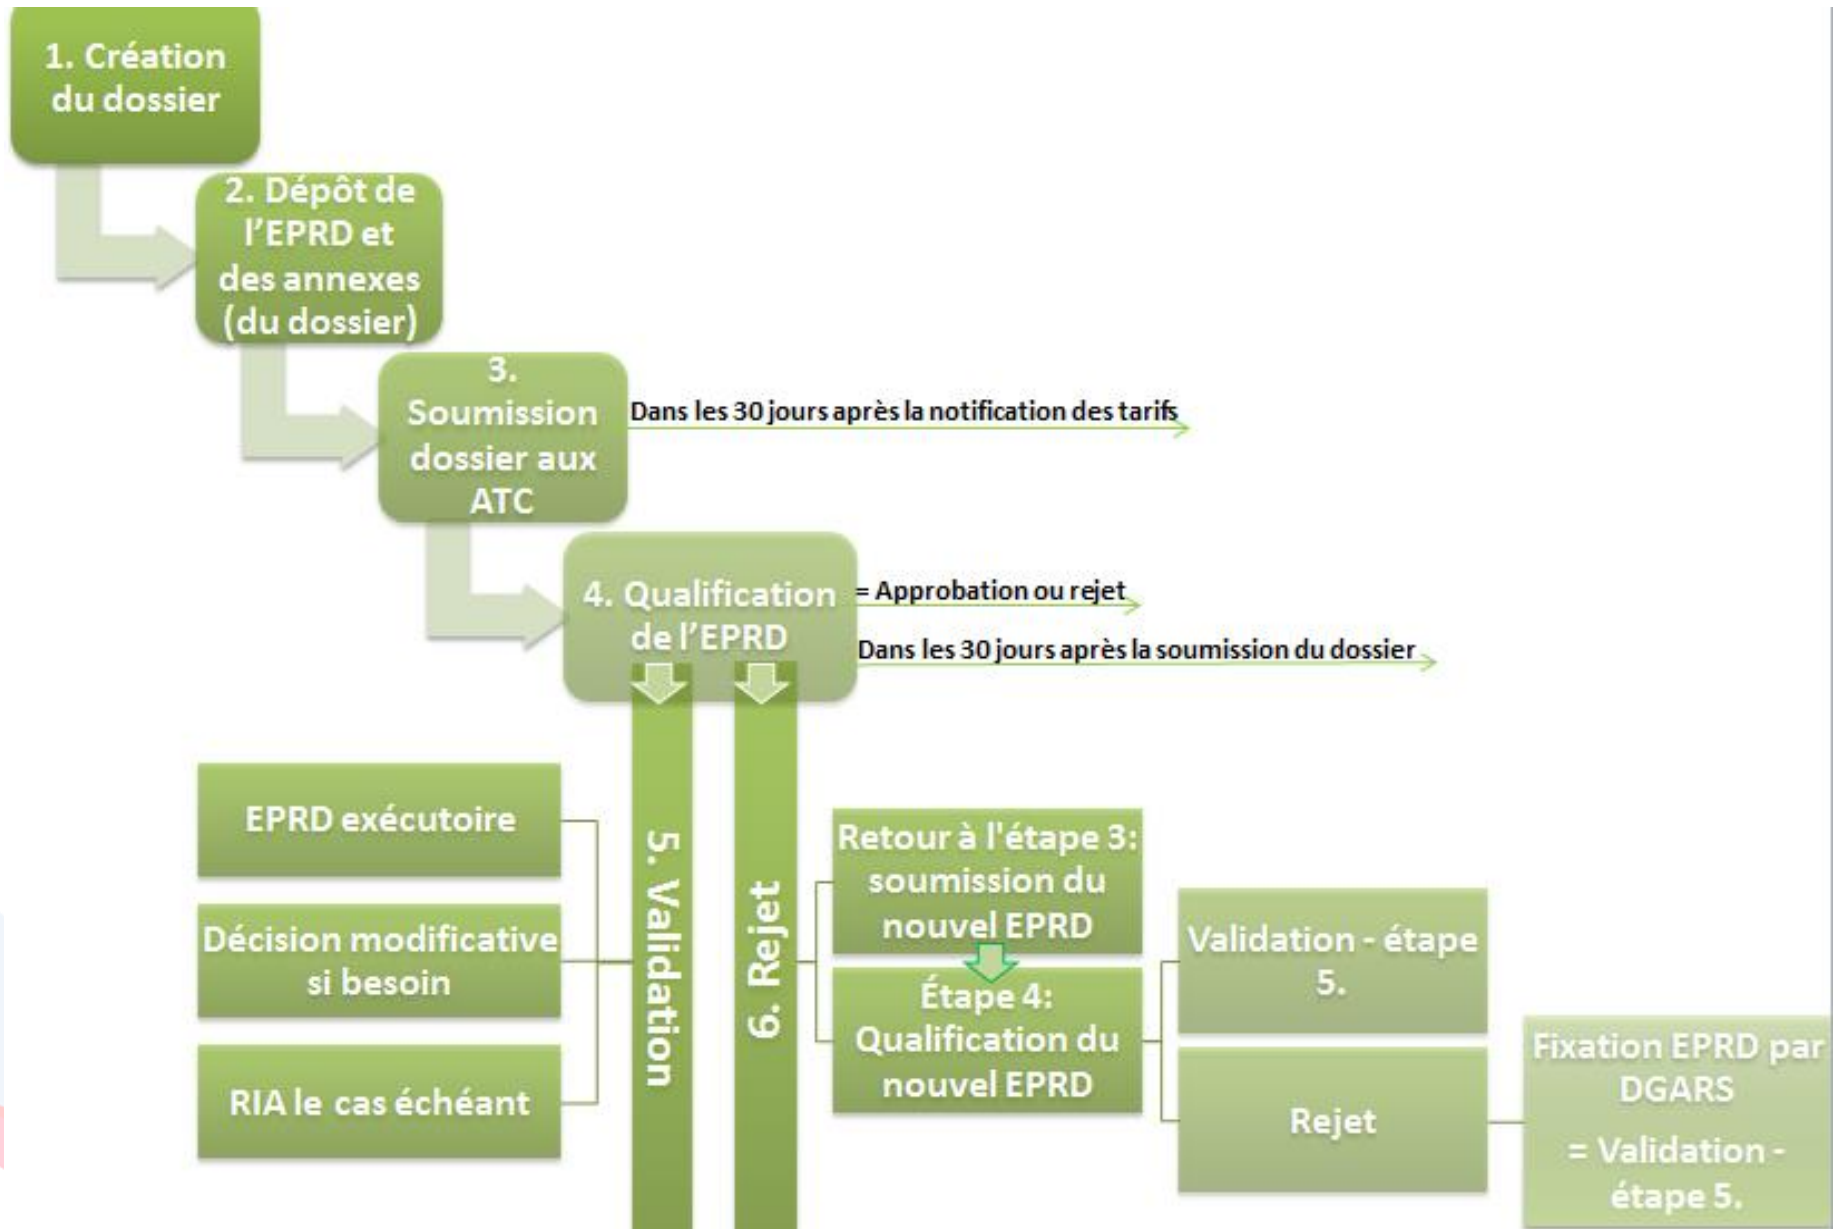 1. Création
du dossier
2. Dépôt de
l'EPRD et
des annexes
(du dossier)
3.
Soumission
dossier aux
ATC
Dans les 30 jours après la notification des tarifs
4. Qualification
de l'EPRD
= Approbation ou rejet
Dans les 30 jours après la soumission du dossier
5. Validation
EPRD exécutoire
Décision modificative
si besoin
RIA le cas échéant
6. Rejet
Retour à l'étape 3:
soumission du
nouvel EPRD
Étape 4:
Qualification du
nouvel EPRD
Validation - étape
5.
Rejet
Fixation EPRD par
DGARS
= Validation -
étape 5.